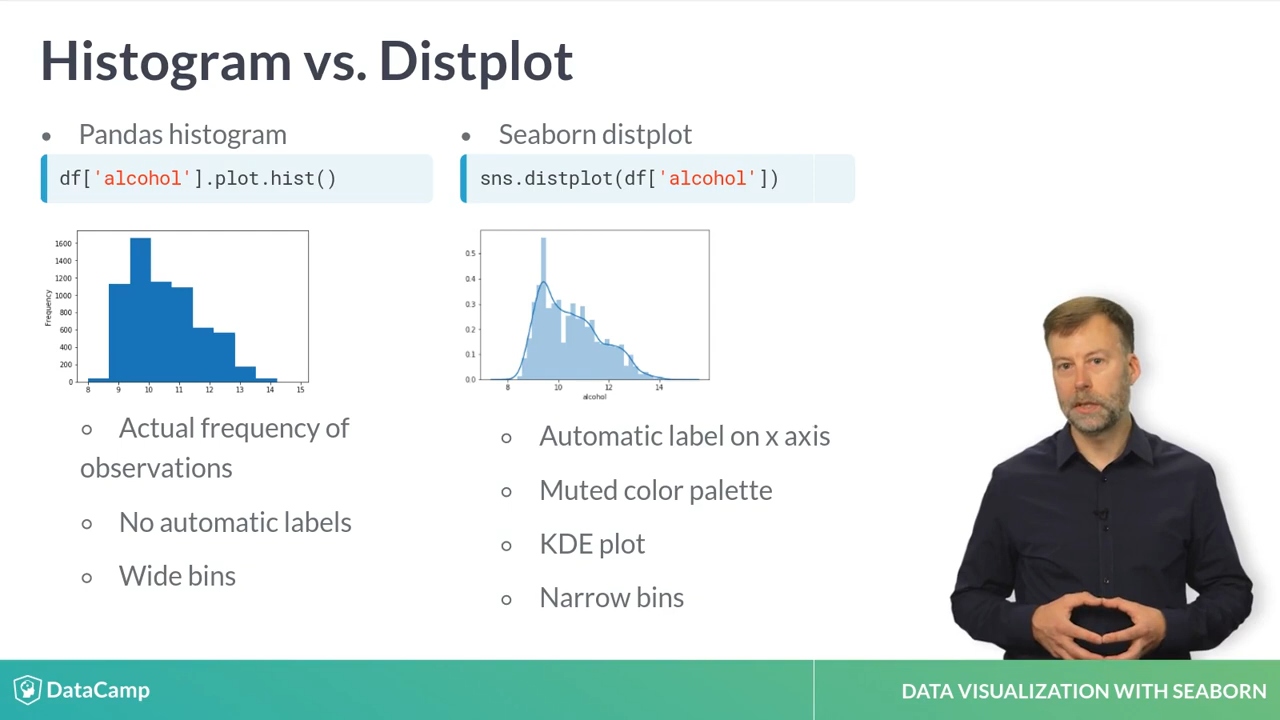 Histogram vs. Distplot
• Pandas histogram
df['alcohol'].plot.hist()
1600
1400
1200
1000
800
600
400
200
0
Frequency
8 9 10 11 12 13 14 15
◦ Actual frequency of
observations
◦ No automatic labels
◦ Wide bins
• Seaborn distplot
sns.distplot(df['alcohol'])
0.5
0.4
0.3
0.2
0.1
0.0
8 10 12 14
alcohol
◦ Automatic label on x axis
◦ Muted color palette
◦ KDE plot
◦ Narrow bins
DataCamp
DATA VISUALIZATION WITH SEABORN